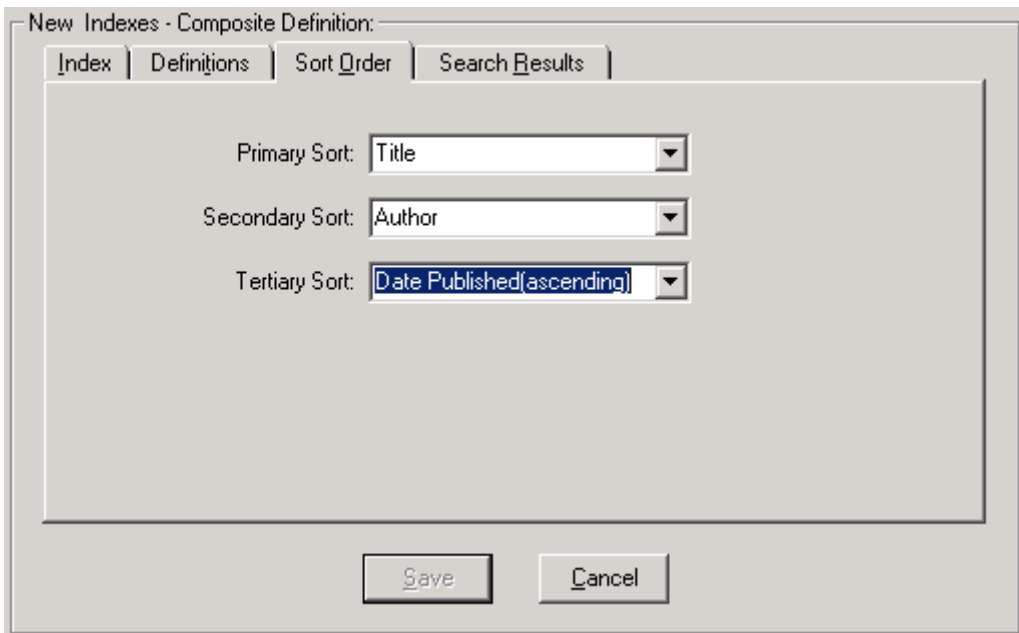 New Indexes - Composite Definition:
Index Definitions Sort Order Search Results
Primary Sort: Title
Secondary Sort: Author
Tertiary Sort: Date Published(ascending)
Save Cancel